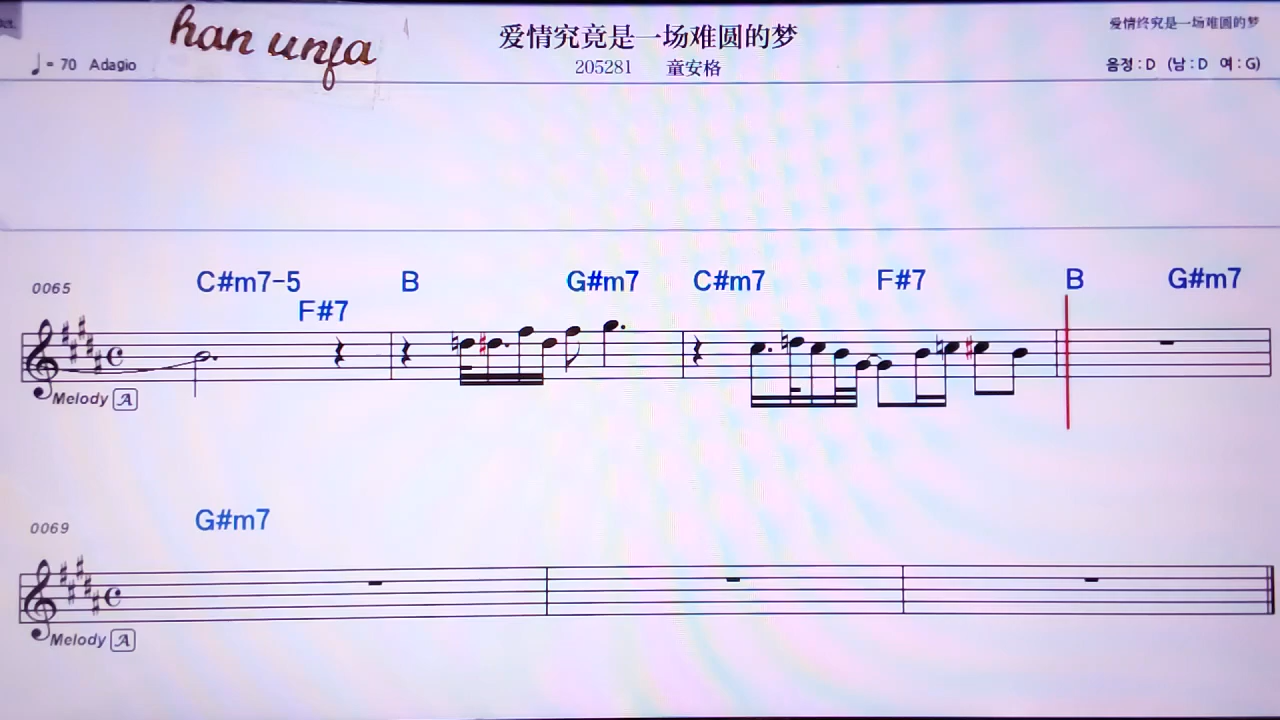 han unfa
爱情究竟是一场难圆的梦
爱情终究是一场难圆的梦
♩= 70 Adagio
205281 童安格
음정 : D (남 : D 여 : G)
0065
C#m7-5 B G#m7 C#m7 F#7 B G#m7
F#7
Melody A
0069
G#m7
Melody A